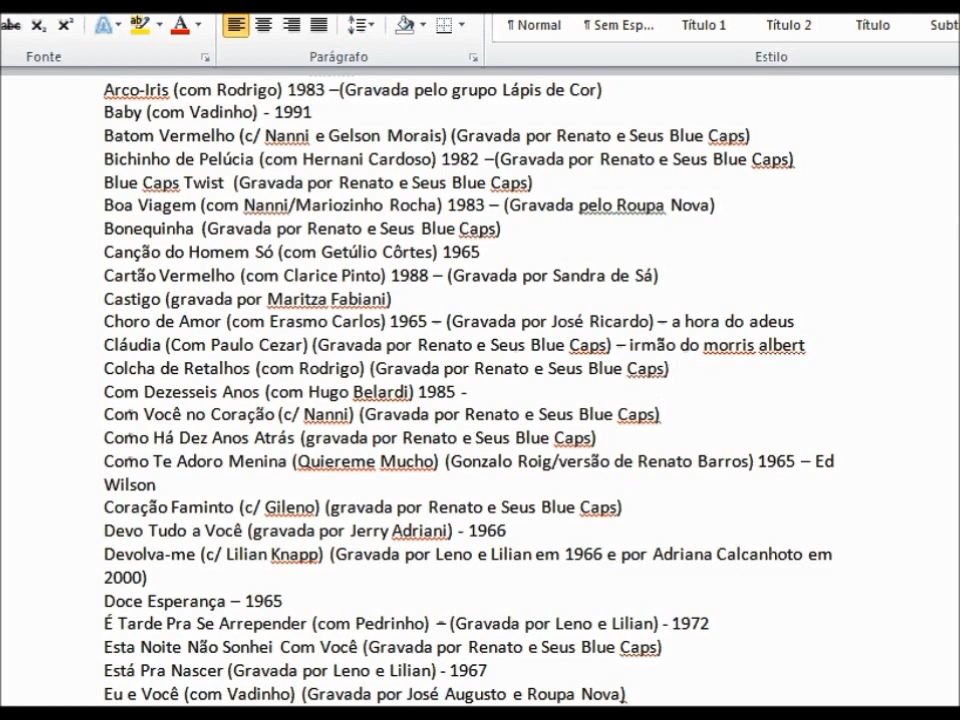 abc X₂ X² A ab A
¶ Normal ¶ Sem Esp... Título 1 Título 2 Título Subt
Fonte Parágrafo Estilo
Arco-Iris (com Rodrigo) 1983 –(Gravada pelo grupo Lápis de Cor)
Baby (com Vadinho) - 1991
Batom Vermelho (c/ Nanni e Gelson Morais) (Gravada por Renato e Seus Blue Caps)
Bichinho de Pelúcia (com Hernani Cardoso) 1982 –(Gravada por Renato e Seus Blue Caps)
Blue Caps Twist (Gravada por Renato e Seus Blue Caps)
Boa Viagem (com Nanni/Mariozinho Rocha) 1983 – (Gravada pelo Roupa Nova)
Bonequinha (Gravada por Renato e Seus Blue Caps)
Canção do Homem Só (com Getúlio Côrtes) 1965
Cartão Vermelho (com Clarice Pinto) 1988 – (Gravada por Sandra de Sá)
Castigo (gravada por Maritza Fabiani)
Choro de Amor (com Erasmo Carlos) 1965 – (Gravada por José Ricardo) – a hora do adeus
Cláudia (Com Paulo Cezar) (Gravada por Renato e Seus Blue Caps) – irmão do morris albert
Colcha de Retalhos (com Rodrigo) (Gravada por Renato e Seus Blue Caps)
Com Dezesseis Anos (com Hugo Belardi) 1985 -
Com Você no Coração (c/ Nanni) (Gravada por Renato e Seus Blue Caps)
Como Há Dez Anos Atrás (gravada por Renato e Seus Blue Caps)
Como Te Adoro Menina (Quiereme Mucho) (Gonzalo Roig/versão de Renato Barros) 1965 – Ed
Wilson
Coração Faminto (c/ Gileno) (gravada por Renato e Seus Blue Caps)
Devo Tudo a Você (gravada por Jerry Adriani) - 1966
Devolva-me (c/ Lilian Knapp) (Gravada por Leno e Lilian em 1966 e por Adriana Calcanhoto em
2000)
Doce Esperança – 1965
É Tarde Pra Se Arrepender (com Pedrinho) – (Gravada por Leno e Lilian) - 1972
Esta Noite Não Sonhei Com Você (Gravada por Renato e Seus Blue Caps)
Está Pra Nascer (Gravada por Leno e Lilian) - 1967
Eu e Você (com Vadinho) (Gravada por José Augusto e Roupa Nova)